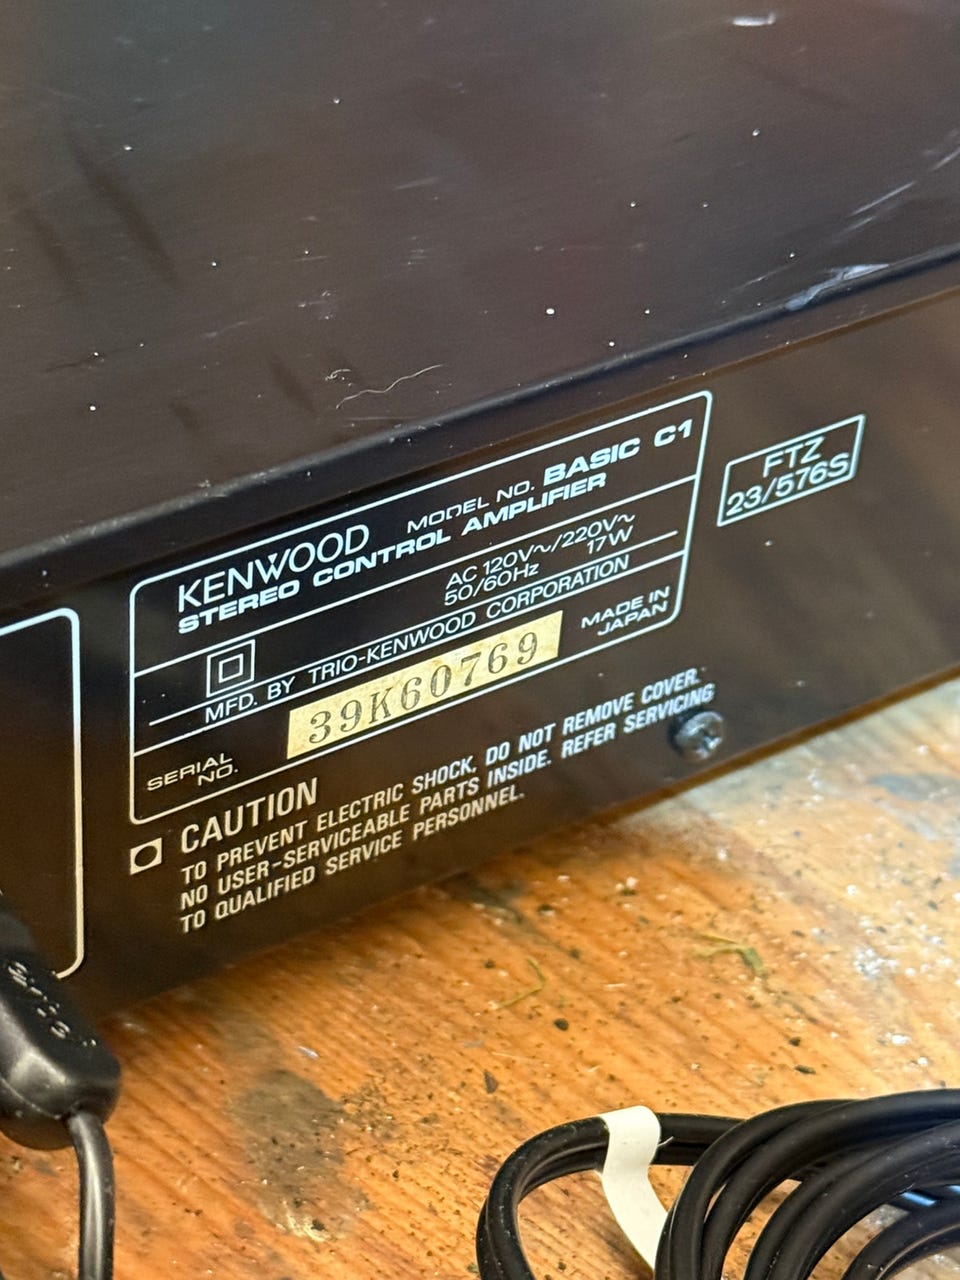 KENWOOD MODEL NO. BASIC C1
STEREO CONTROL AMPLIFIER
AC 120V~/220V~
50/60Hz 17W
MFD. BY TRIO-KENWOOD CORPORATION
SERIAL NO. 39K60769 MADE IN JAPAN
FTZ
23/576S
CAUTION
TO PREVENT ELECTRIC SHOCK, DO NOT REMOVE COVER.
NO USER-SERVICEABLE PARTS INSIDE. REFER SERVICING
TO QUALIFIED SERVICE PERSONNEL.